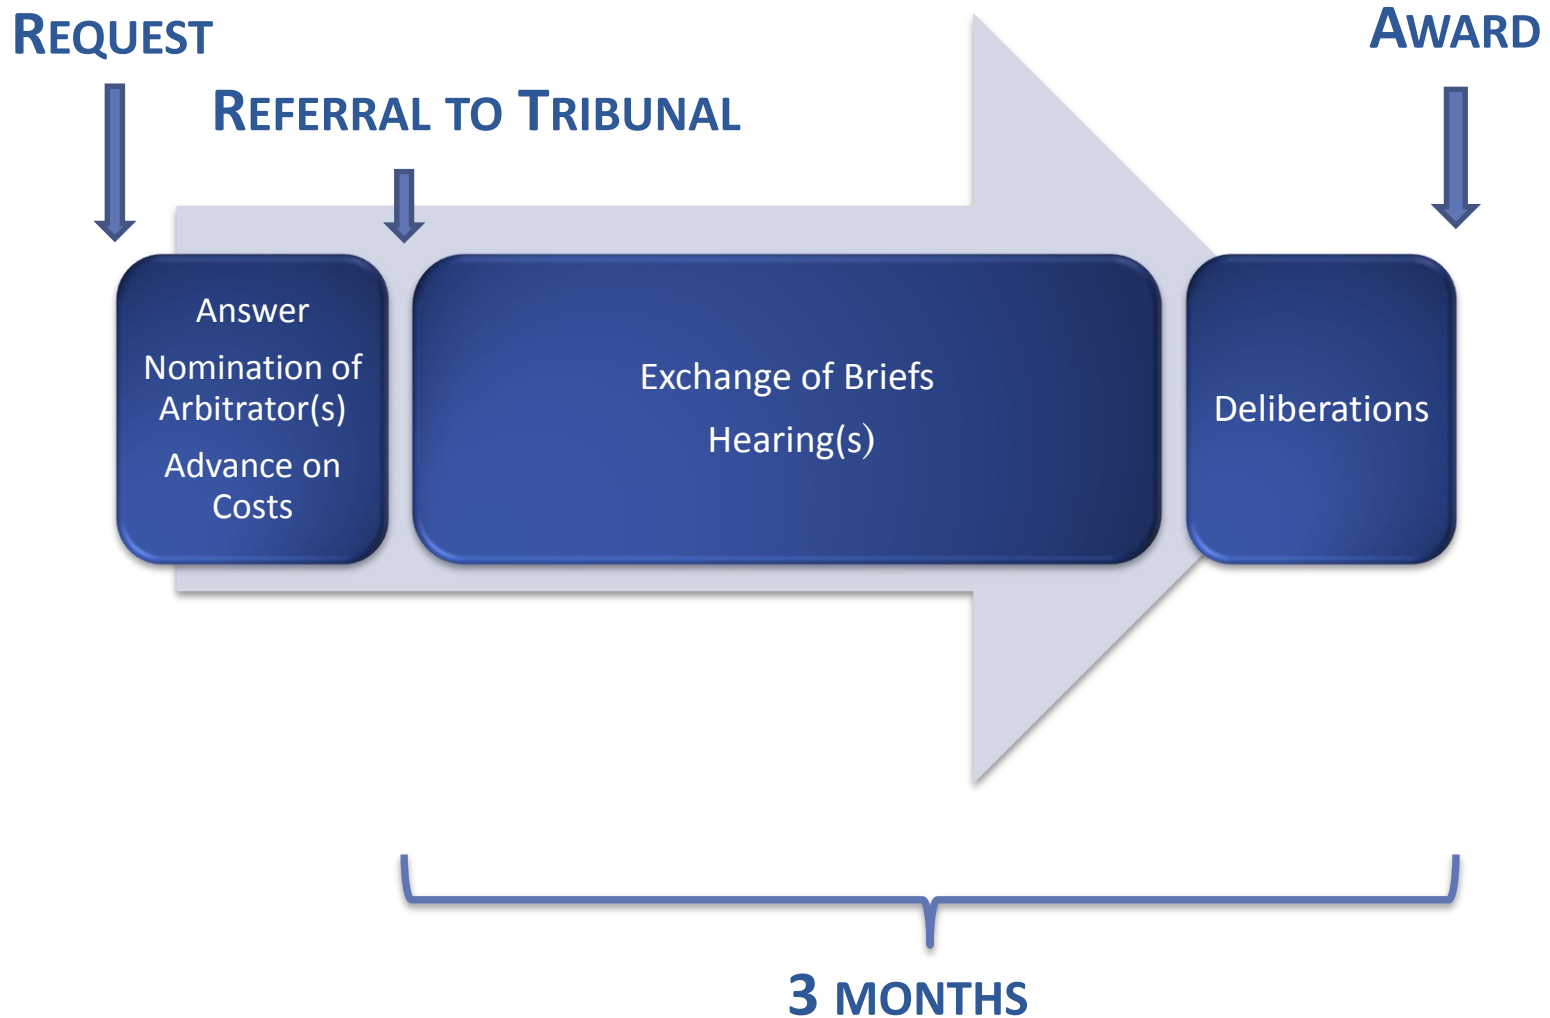 REQUEST
AWARD
REFERRAL TO TRIBUNAL
Answer
Nomination of
Arbitrator(s)
Advance on
Costs
Exchange of Briefs
Hearing(s)
Deliberations
3 MONTHS